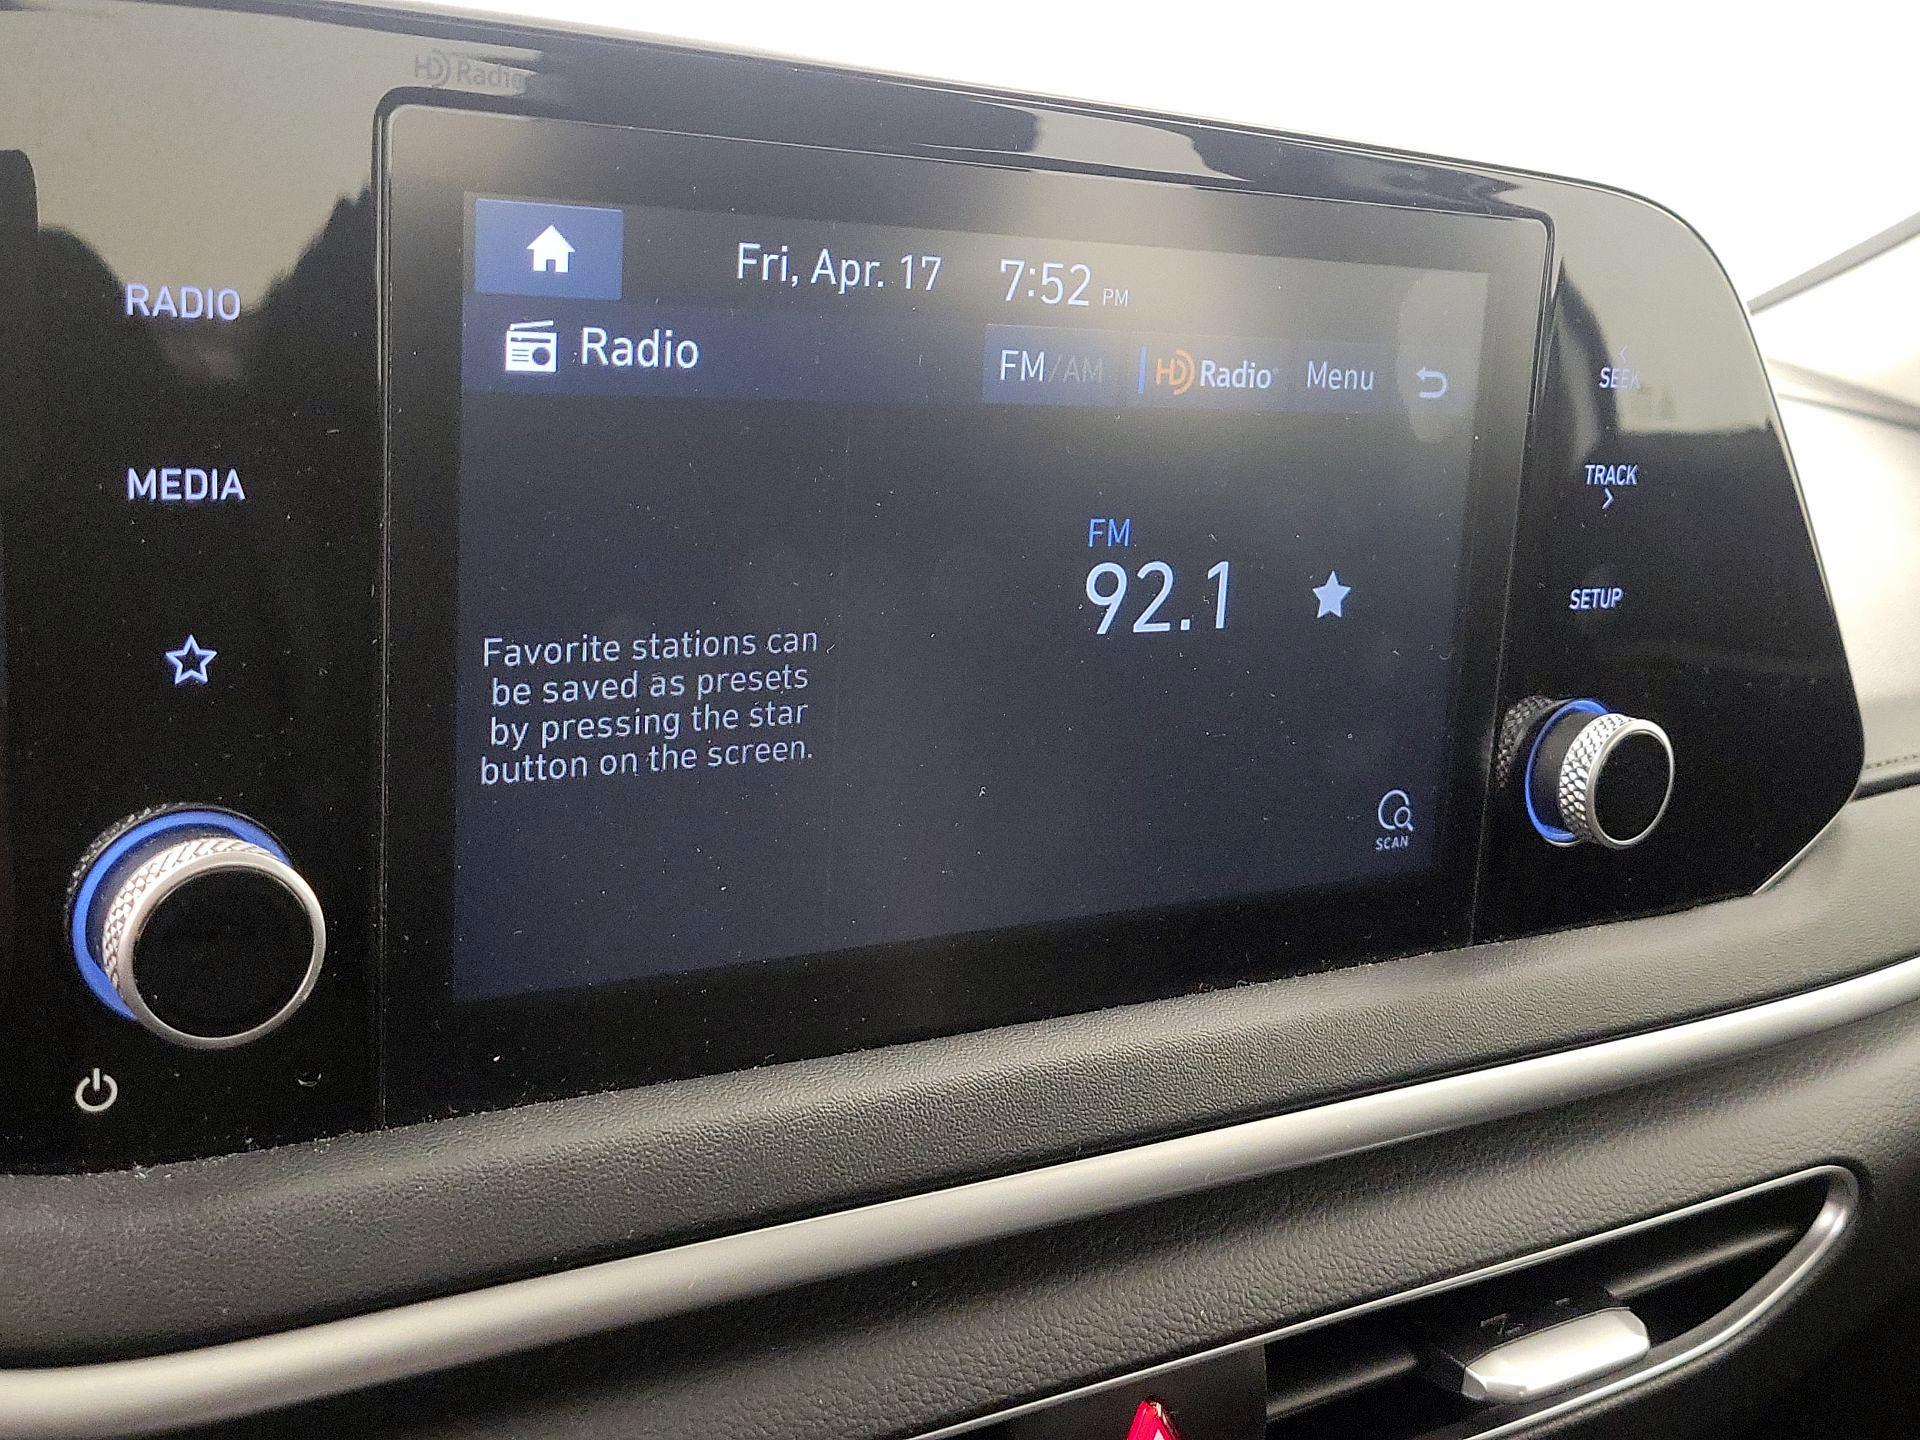 HD Radio
Fri, Apr. 17 7:52 PM
RADIO
Radio
FM/AM HD Radio Menu
SEEK
MEDIA
TRACK
FM
92.1
SETUP
Favorite stations can
be saved as presets
by pressing the star
button on the screen.
SCAN